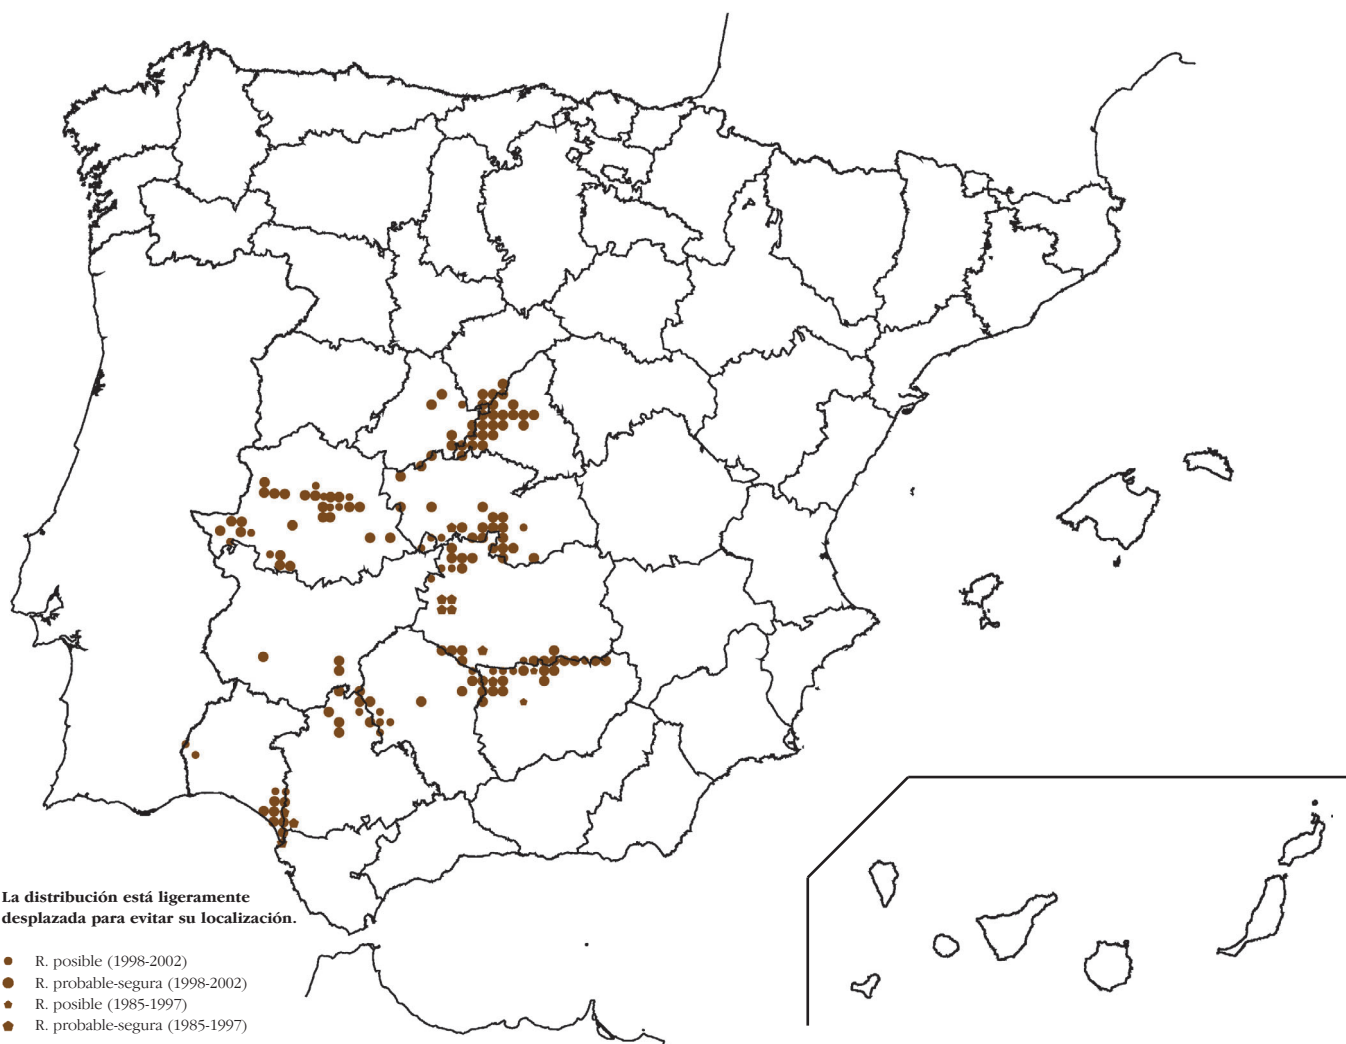 La distribución está ligeramente
desplazada para evitar su localización.
R. posible (1998-2002)
R. probable-segura (1998-2002)
R. posible (1985-1997)
R. probable-segura (1985-1997)